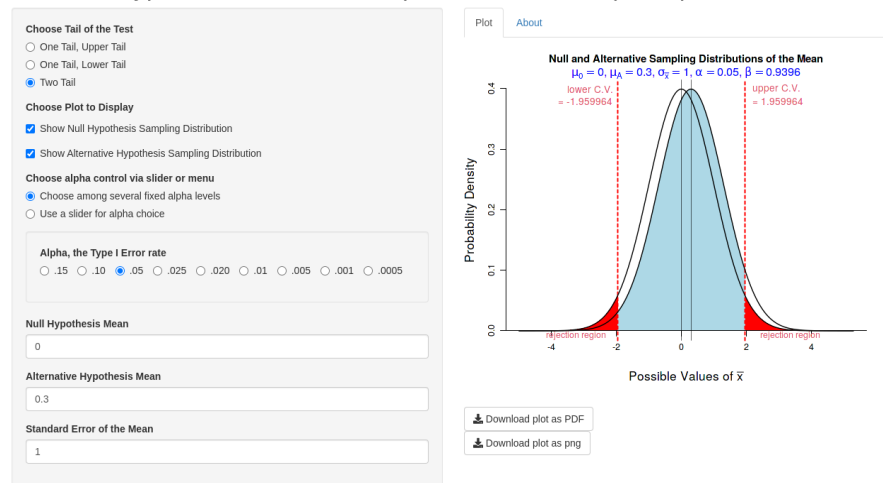 Choose Tail of the Test
One Tail, Upper Tail
One Tail, Lower Tail
Two Tail
Choose Plot to Display
Show Null Hypothesis Sampling Distribution
Show Alternative Hypothesis Sampling Distribution
Choose alpha control via slider or menu
Choose among several fixed alpha levels
Use a slider for alpha choice
Alpha, the Type I Error rate
.15 .10 .05 .025 .020 .01 .005 .001 .0005
Null Hypothesis Mean
0
Alternative Hypothesis Mean
0.3
Standard Error of the Mean
1
Plot About
Null and Alternative Sampling Distributions of the Mean
μ0 = 0, μA = 0.3, σx̅ = 1, α = 0.05, β = 0.9396
lower C.V.
= -1.959964
upper C.V.
= 1.959964
Probability Density
0.4
0.3
0.2
0.1
0.0
rejection region
rejection region
-4 -2 0 2 4
Possible Values of x̅
Download plot as PDF
Download plot as png